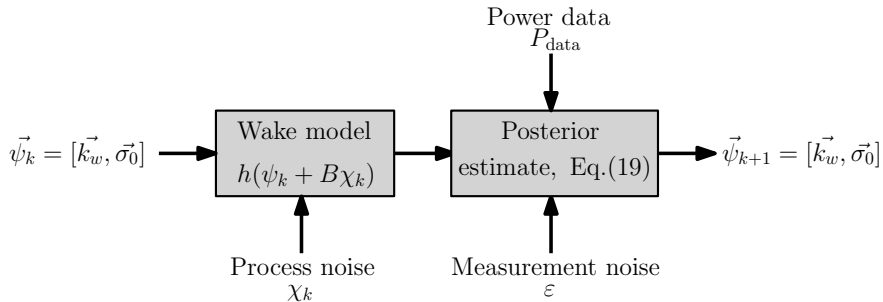 Power data
P_data
ψ⃗_k = [k⃗_w, σ⃗_0]
Wake model
h(ψ_k + Bχ_k)
Posterior
estimate, Eq.(19)
ψ⃗_{k+1} = [k⃗_w, σ⃗_0]
Process noise
χ_k
Measurement noise
ε